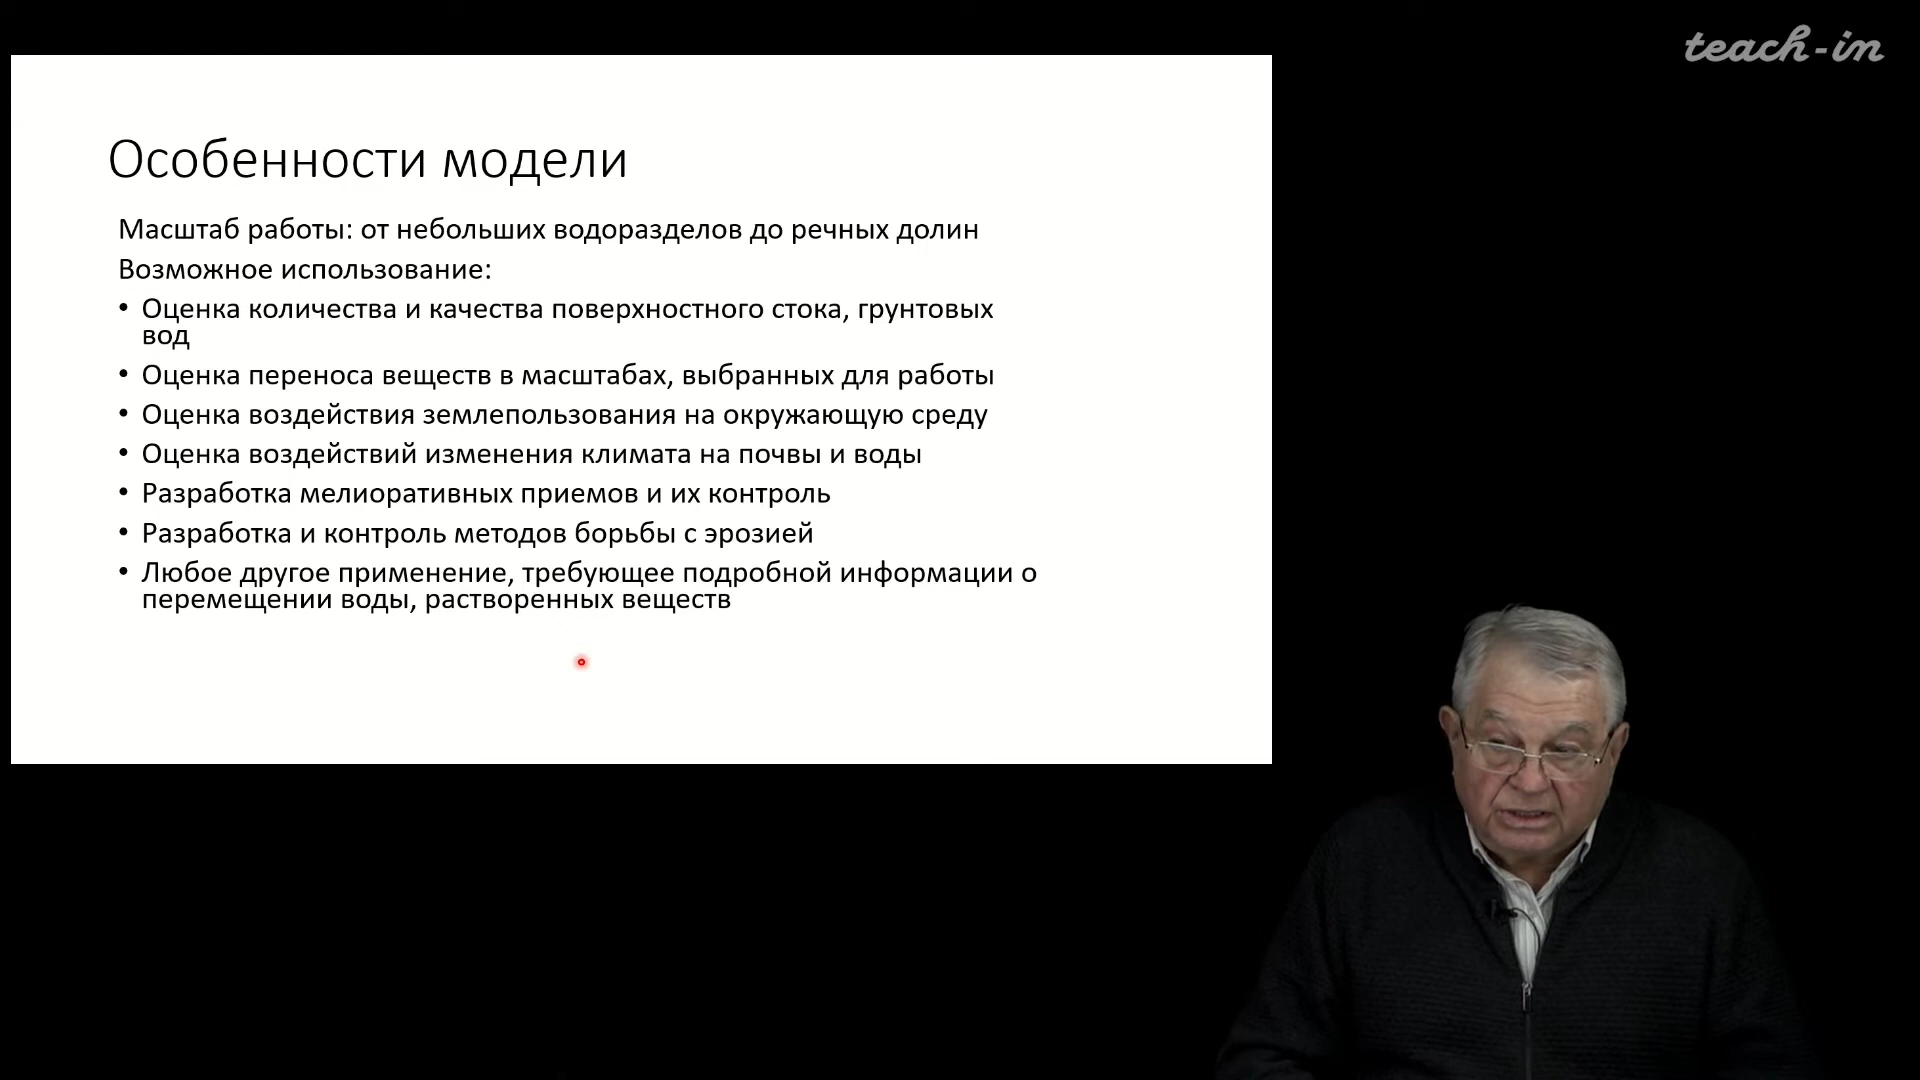 teach-in
Особенности модели
Масштаб работы: от небольших водоразделов до речных долин
Возможное использование:
• Оценка количества и качества поверхностного стока, грунтовых
вод
• Оценка переноса веществ в масштабах, выбранных для работы
• Оценка воздействия землепользования на окружающую среду
• Оценка воздействий изменения климата на почвы и воды
• Разработка мелиоративных приемов и их контроль
• Разработка и контроль методов борьбы с эрозией
• Любое другое применение, требующее подробной информации о
перемещении воды, растворенных веществ